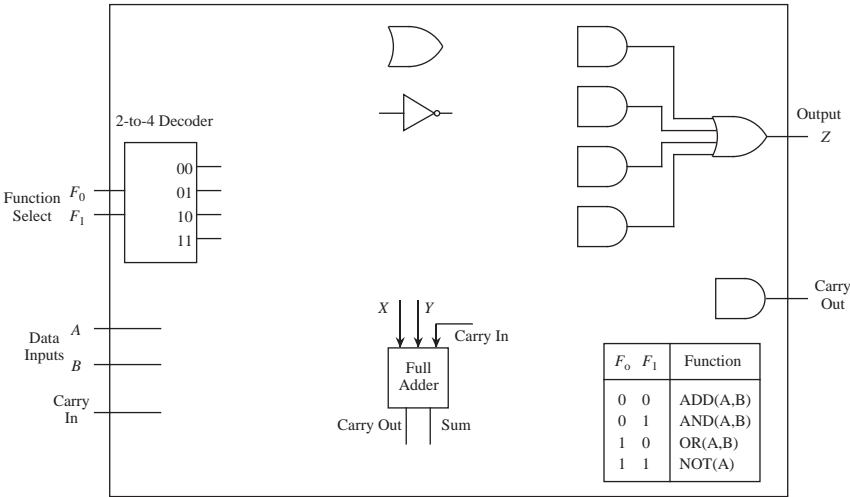 2-to-4 Decoder
00
01
10
11
Function
Select
F0
F1
Data
Inputs
A
B
Carry
In
X
Y
Carry In
Full
Adder
Carry Out
Sum
Output
Z
Carry
Out
Fo F1 Function
0 0 ADD(A,B)
0 1 AND(A,B)
1 0 OR(A,B)
1 1 NOT(A)